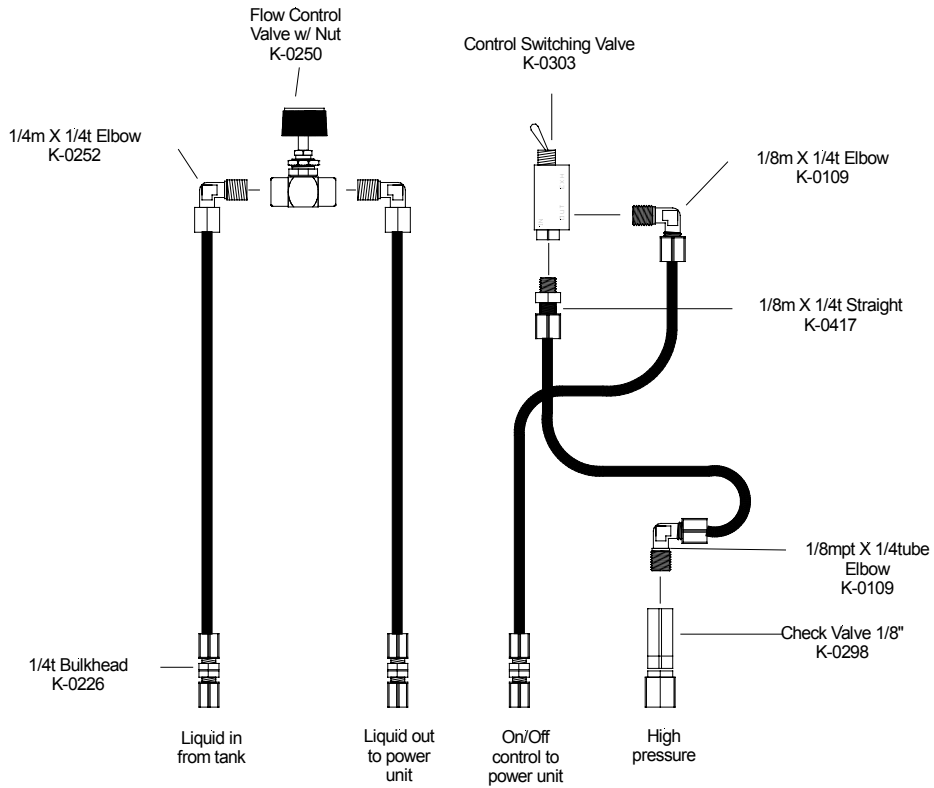 Flow Control
Valve w/ Nut
K-0250
Control Switching Valve
K-0303
1/4m X 1/4t Elbow
K-0252
1/8m X 1/4t Elbow
K-0109
1/8m X 1/4t Straight
K-0417
1/8mpt X 1/4tube
Elbow
K-0109
Check Valve 1/8"
K-0298
1/4t Bulkhead
K-0226
Liquid in
from tank
Liquid out
to power
unit
On/Off
control to
power unit
High
pressure